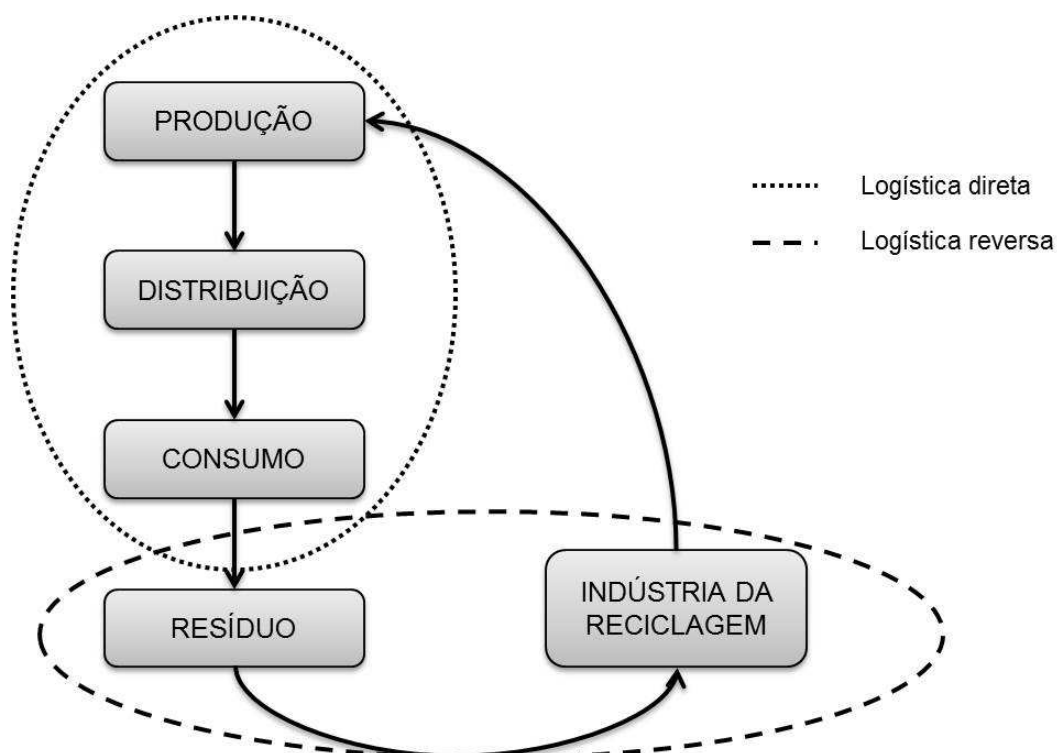 PRODUÇÃO
DISTRIBUIÇÃO
CONSUMO
RESÍDUO
INDÚSTRIA DA
RECICLAGEM
Logística direta
Logística reversa